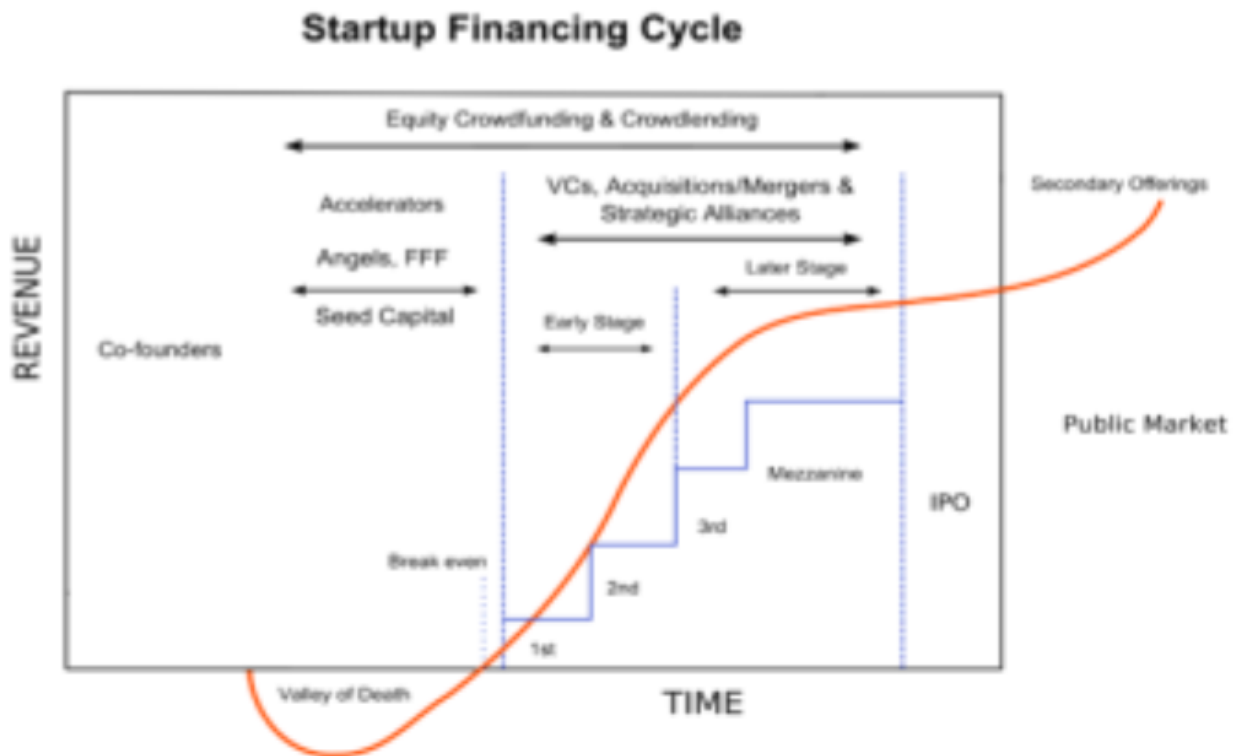 Startup Financing Cycle
Equity Crowdfunding & Crowdlending
VCs, Acquisitions/Mergers &
Strategic Alliances
Secondary Offerings
Accelerators
Angels, FFF
Seed Capital
Later Stage
Early Stage
REVENUE
Co-founders
Public Market
Mezzanine
IPO
3rd
Break even
2nd
1st
Valley of Death
TIME